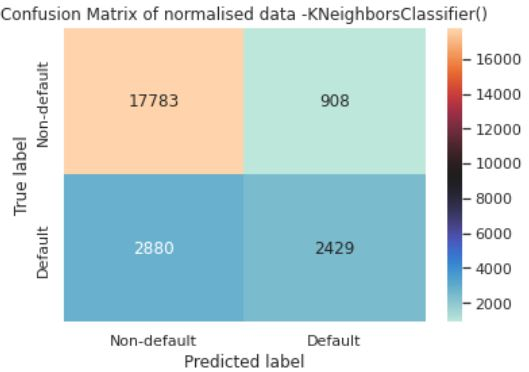 Confusion Matrix of normalised data -KNeighborsClassifier()
True label
Non-default
Default
17783
908
2880
2429
Non-default
Default
Predicted label
16000
14000
12000
10000
8000
6000
4000
2000